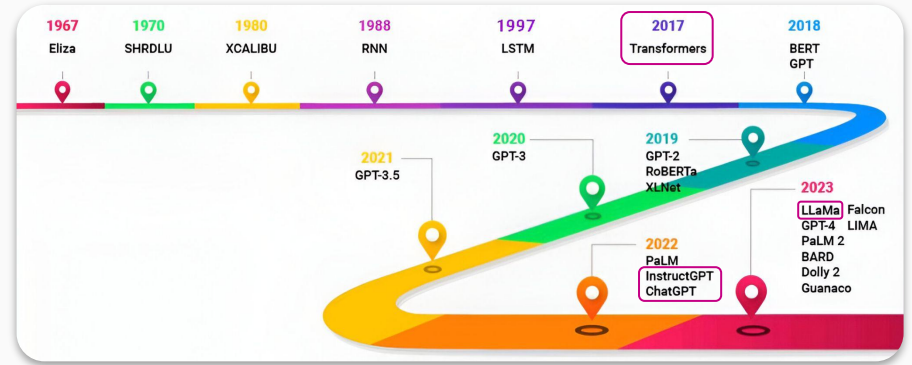 1967
Eliza
1970
SHRDLU
1980
XCALIBU
1988
RNN
1997
LSTM
2017
Transformers
2018
BERT
GPT
2019
GPT-2
RoBERTa
XLNet
2020
GPT-3
2021
GPT-3.5
2022
PaLM
InstructGPT
ChatGPT
2023
LLaMa Falcon
GPT-4 LIMA
PaLM 2
BARD
Dolly 2
Guanaco